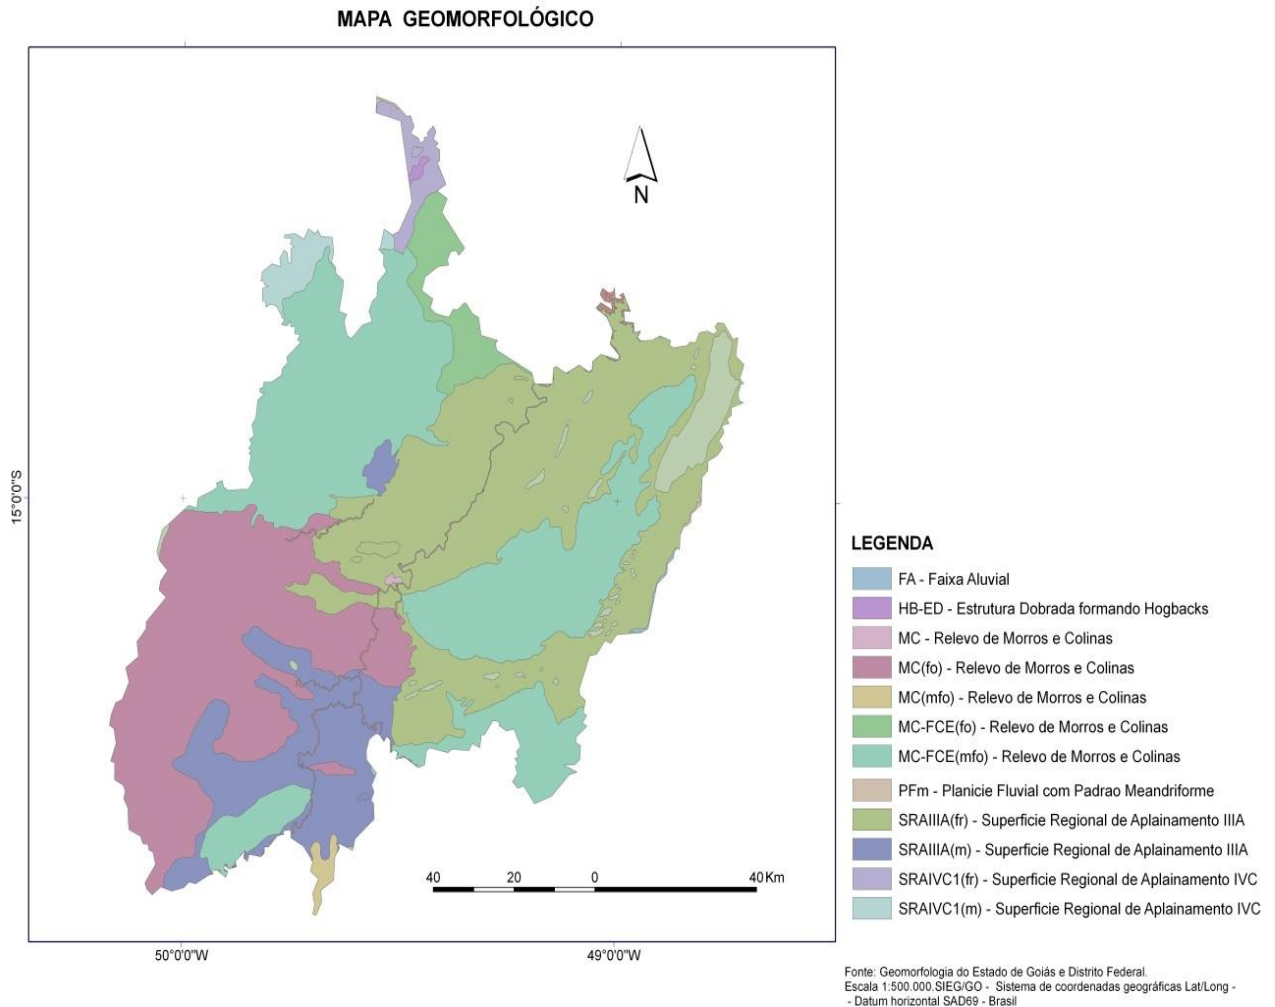 MAPA GEOMORFOLÓGICO
N
15°0'0"S
40 20 0 40 Km
50°0'0"W 49°0'0"W
LEGENDA
FA - Faixa Aluvial
HB-ED - Estrutura Dobrada formando Hogbacks
MC - Relevo de Morros e Colinas
MC(fo) - Relevo de Morros e Colinas
MC(mfo) - Relevo de Morros e Colinas
MC-FCE(fo) - Relevo de Morros e Colinas
MC-FCE(mfo) - Relevo de Morros e Colinas
PFm - Planicie Fluvial com Padrao Meandriforme
SRAIIIA(fr) - Superficie Regional de Aplainamento IIIA
SRAIIIA(m) - Superficie Regional de Aplainamento IIIA
SRAIVC1(fr) - Superficie Regional de Aplainamento IVC
SRAIVC1(m) - Superficie Regional de Aplainamento IVC
Fonte: Geomorfologia do Estado de Goiás e Distrito Federal.
Escala 1:500.000.SIEG/GO - Sistema de coordenadas geográficas Lat/Long -
- Datum horizontal SAD69 - Brasil